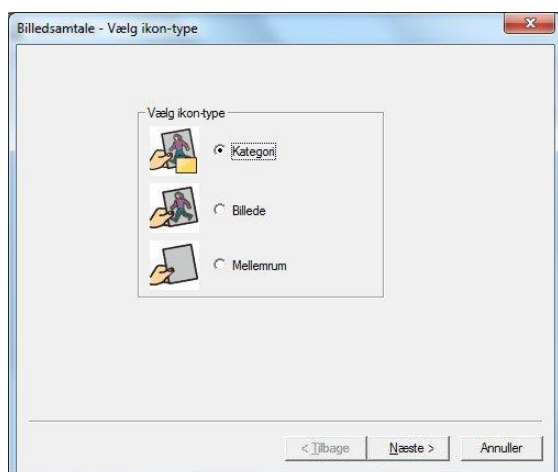 Billedsamtale - Vælg ikon-type
Vælg ikon-type
Kategori
Billede
Mellemrum
< Tilbage
Næste >
Annuller